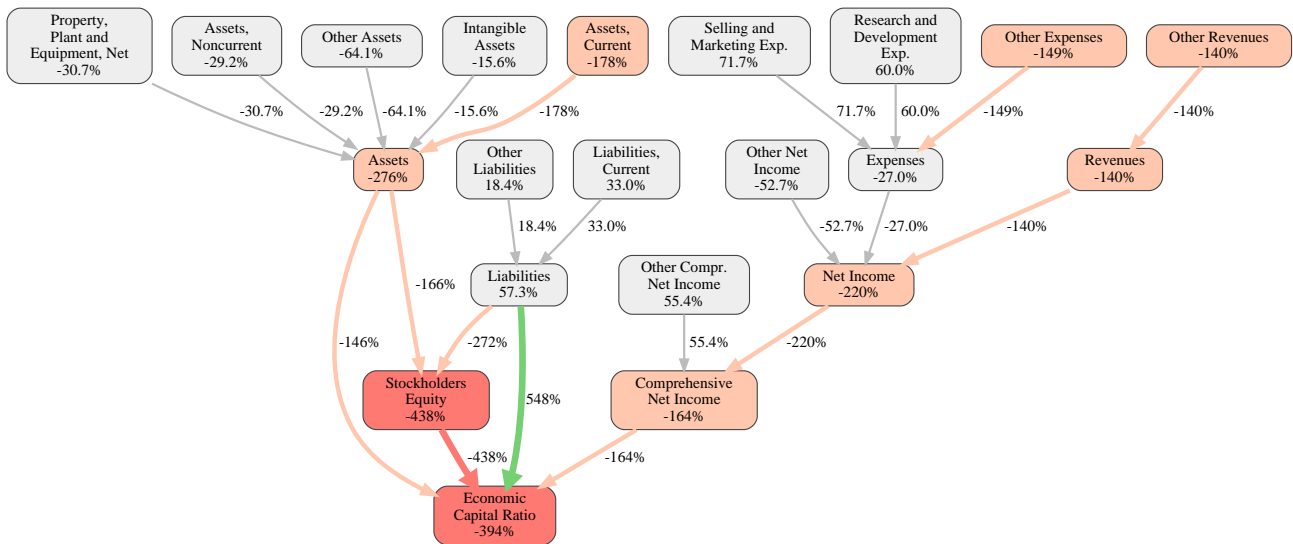 Property,
Plant and
Equipment, Net
-30.7%
Assets,
Noncurrent
-29.2%
Other Assets
-64.1%
Intangible
Assets
-15.6%
Assets,
Current
-178%
Selling and
Marketing Exp.
71.7%
Research and
Development
Exp.
60.0%
Other Expenses
-149%
Other Revenues
-140%
-30.7%
-29.2%
-64.1%
-15.6%
-178%
71.7%
60.0%
-149%
-140%
Assets
-276%
Other
Liabilities
18.4%
Liabilities,
Current
33.0%
Other Net
Income
-52.7%
Expenses
-27.0%
Revenues
-140%
18.4%
33.0%
-52.7%
-27.0%
-140%
Liabilities
57.3%
Other Compr.
Net Income
55.4%
Net Income
-220%
-166%
-146%
-272%
55.4%
-220%
Stockholders
Equity
-438%
548%
Comprehensive
Net Income
-164%
-438%
-164%
Economic
Capital Ratio
-394%